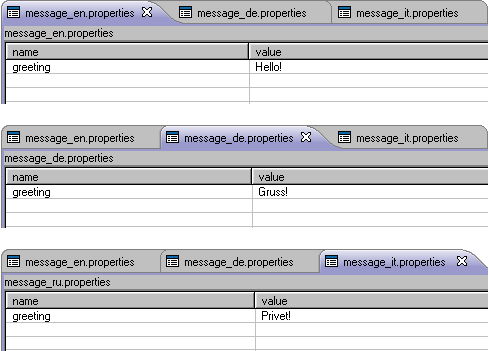 message_en.properties message_de.properties message_it.properties
message_en.properties
name value
greeting Hello!
message_en.properties message_de.properties message_it.properties
message_de.properties
name value
greeting Gruss!
message_en.properties message_de.properties message_it.properties
message_ru.properties
name value
greeting Privet!